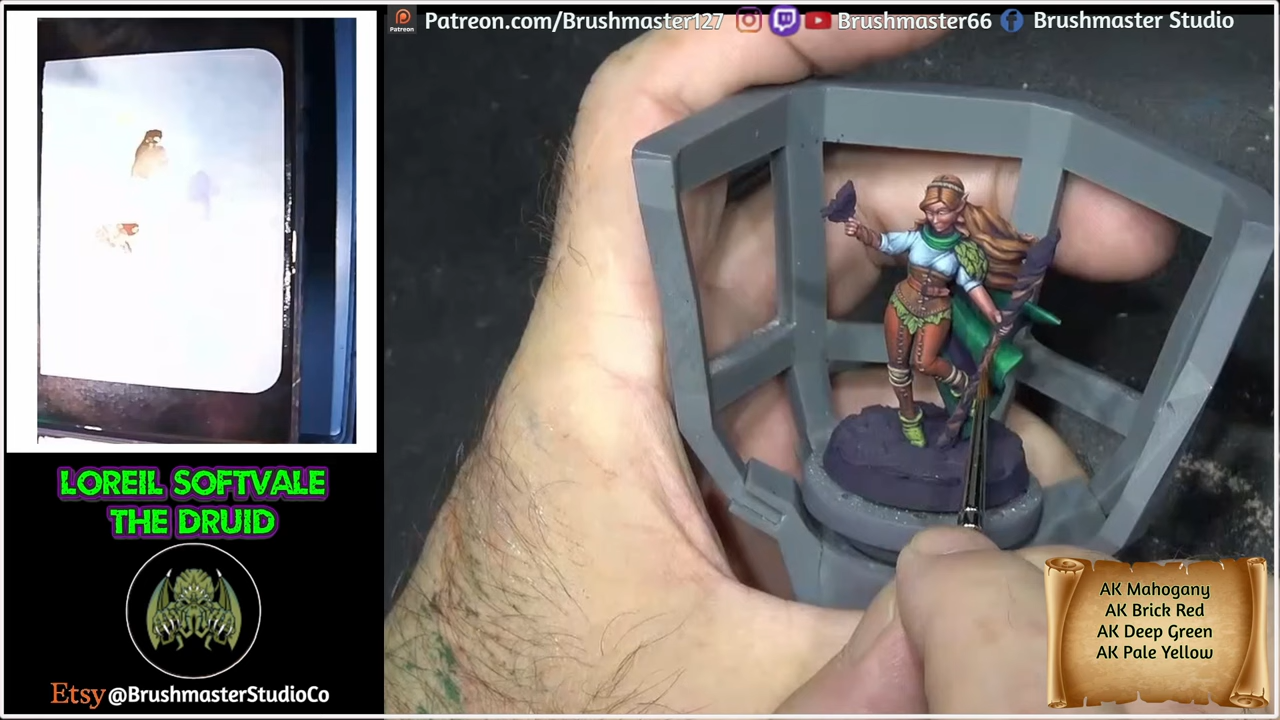 Patreon
Patreon.com/Brushmaster127
Brushmaster66
Brushmaster Studio
LOREIL SOFTVALE
THE DRUID
Etsy @BrushmasterStudioCo
AK Mahogany
AK Brick Red
AK Deep Green
AK Pale Yellow